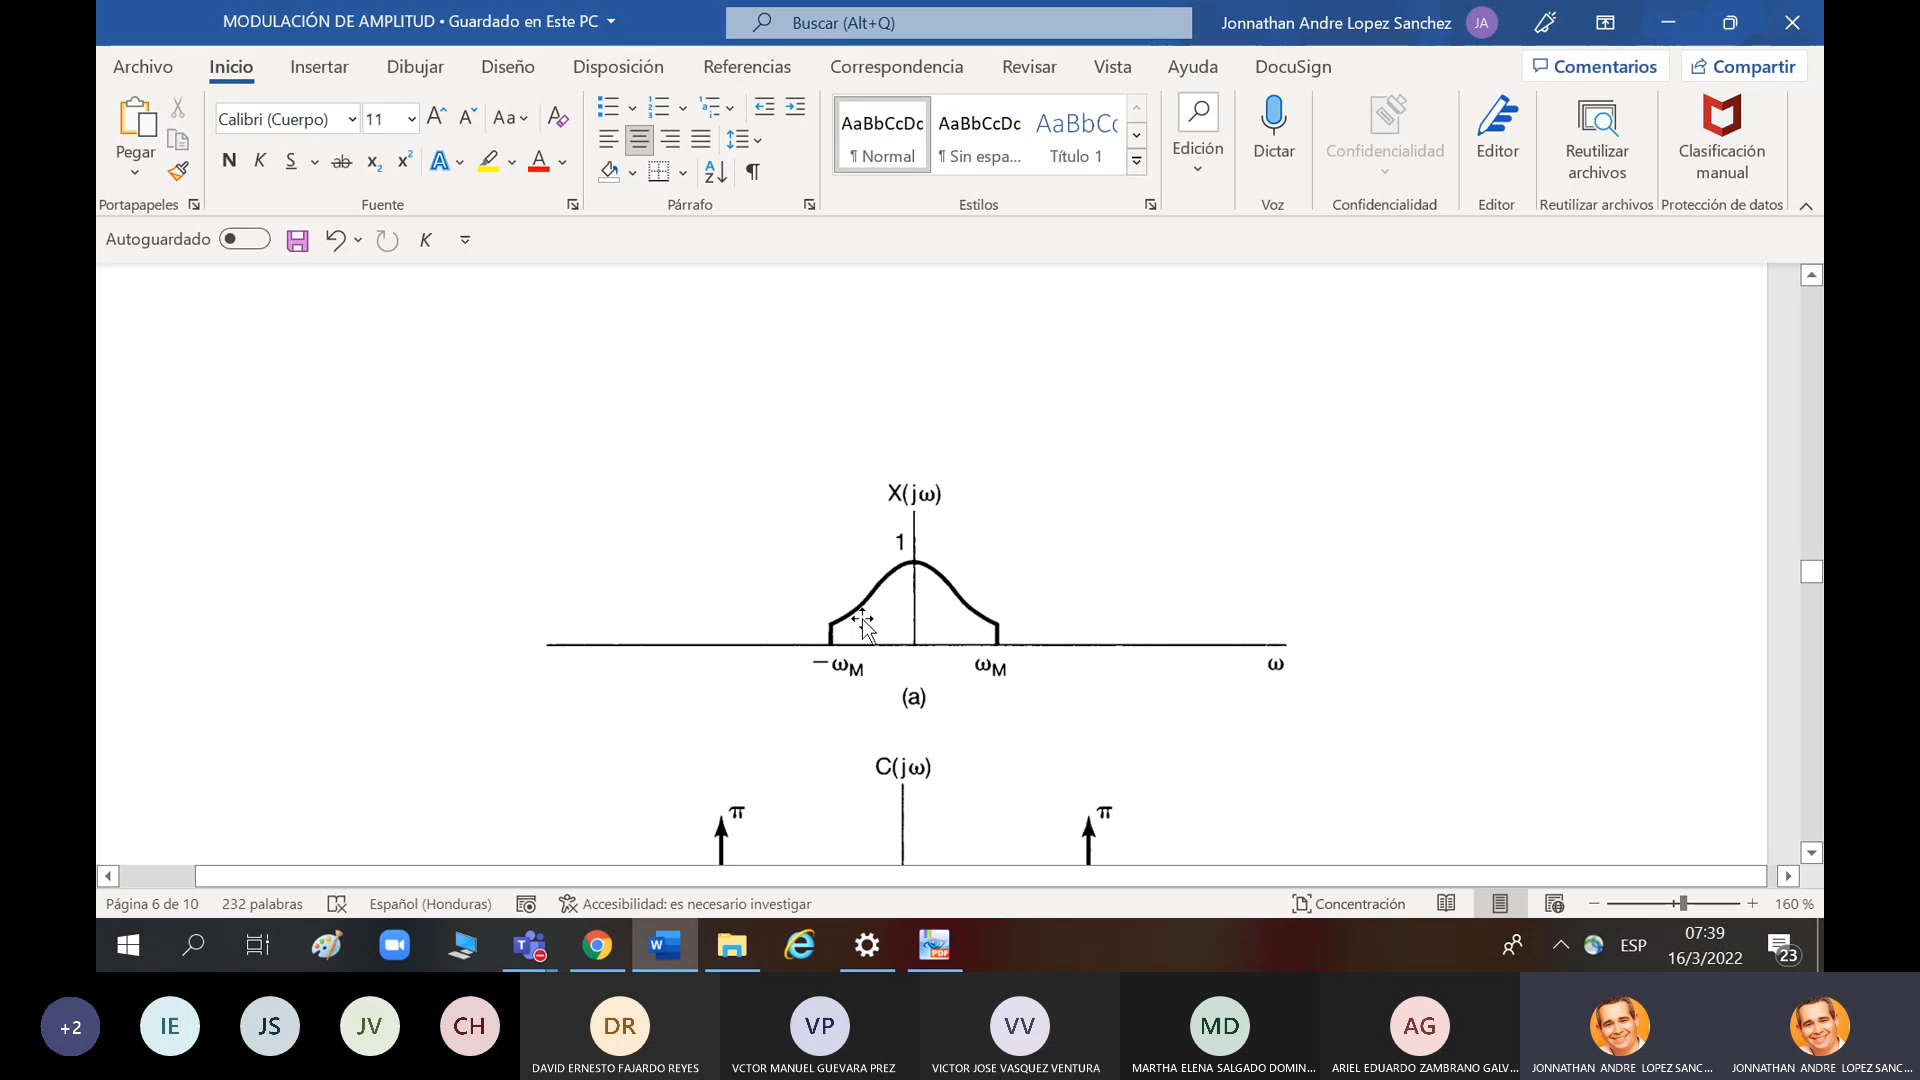 MODULACIÓN DE AMPLITUD • Guardado en Este PC
Buscar (Alt+Q)
Jonnathan Andre Lopez Sanchez
JA
Archivo
Inicio
Insertar
Dibujar
Diseño
Disposición
Referencias
Correspondencia
Revisar
Vista
Ayuda
DocuSign
Comentarios
Compartir
Pegar
Portapapeles
Calibri (Cuerpo)
11
Aa
N K S ab x₂ x² A A
Fuente
Párrafo
AaBbCcDc
¶ Normal
AaBbCcDc
¶ Sin espa...
AaBbCc
Título 1
Estilos
Edición
Dictar
Voz
Confidencialidad
Confidencialidad
Editor
Editor
Reutilizar archivos
Reutilizar archivos
Clasificación manual
Protección de datos
Autoguardado
K
X(jω)
1
−ωM
ωM
ω
(a)
C(jω)
π
π
Página 6 de 10
232 palabras
Español (Honduras)
Accesibilidad: es necesario investigar
Concentración
160 %
ESP
07:39
16/3/2022
23
+2
IE
JS
JV
CH
DR
DAVID ERNESTO FAJARDO REYES
VP
VCTOR MANUEL GUEVARA PREZ
VV
VICTOR JOSE VASQUEZ VENTURA
MD
MARTHA ELENA SALGADO DOMIN...
AG
ARIEL EDUARDO ZAMBRANO GALV...
JONNATHAN ANDRE LOPEZ SANC...
JONNATHAN ANDRE LOPEZ SANC...